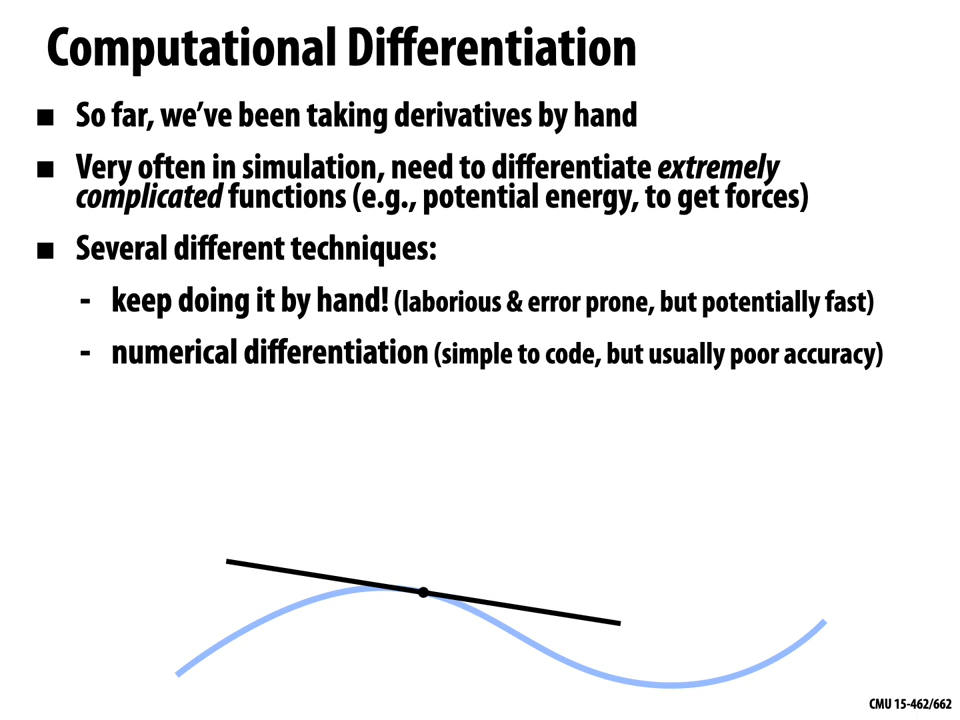 Computational Differentiation
■ So far, we've been taking derivatives by hand
■ Very often in simulation, need to differentiate extremely
complicated functions (e.g., potential energy, to get forces)
■ Several different techniques:
- keep doing it by hand! (laborious & error prone, but potentially fast)
- numerical differentiation (simple to code, but usually poor accuracy)
CMU 15-462/662